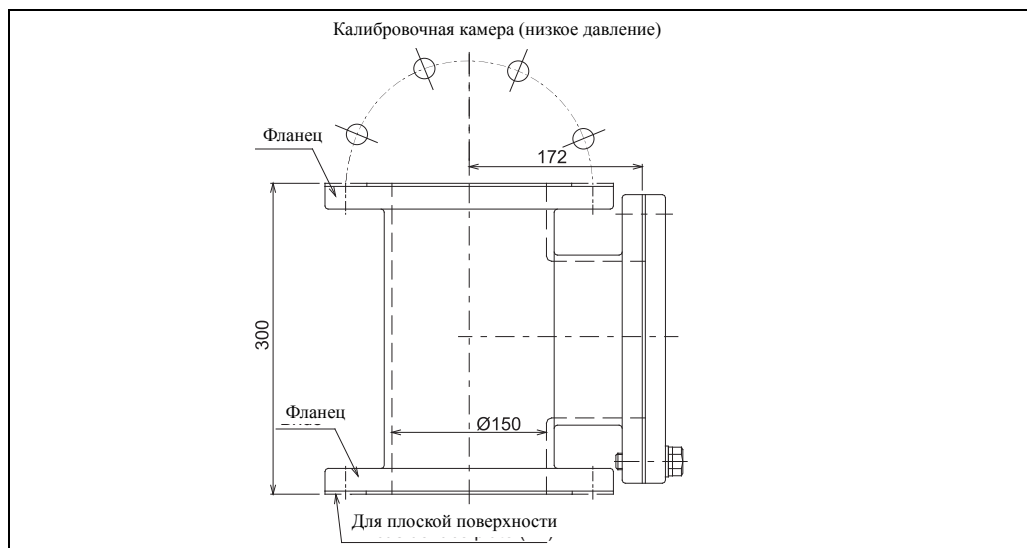 Калибровочная камера (низкое давление)
Фланец
172
300
Фланец
Ø150
Для плоской поверхности